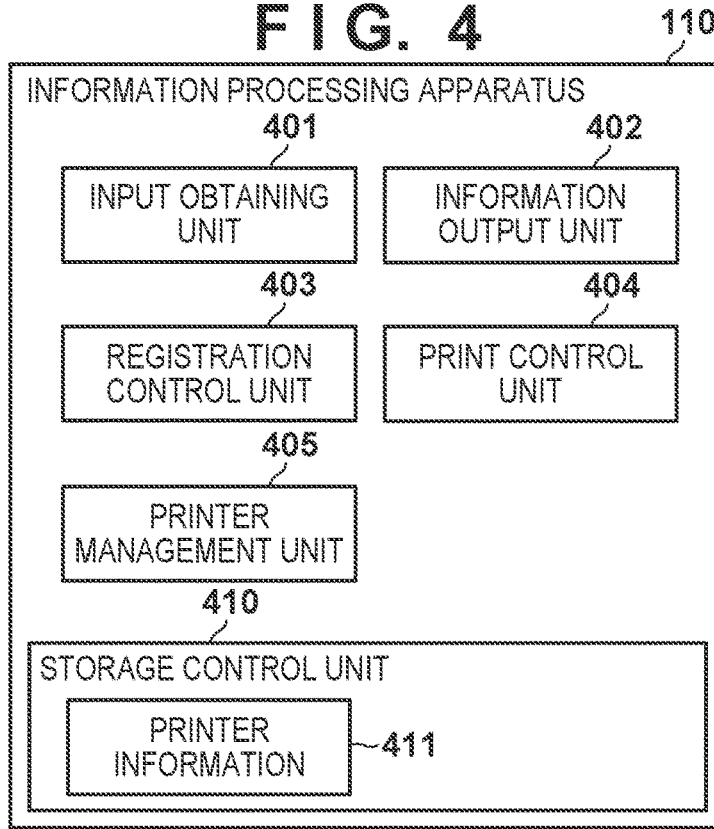 FIG. 4
110
INFORMATION PROCESSING APPARATUS
401
402
INPUT OBTAINING
UNIT
INFORMATION
OUTPUT UNIT
403
404
REGISTRATION
CONTROL UNIT
PRINT CONTROL
UNIT
405
PRINTER
MANAGEMENT UNIT
410
STORAGE CONTROL UNIT
PRINTER
INFORMATION
411